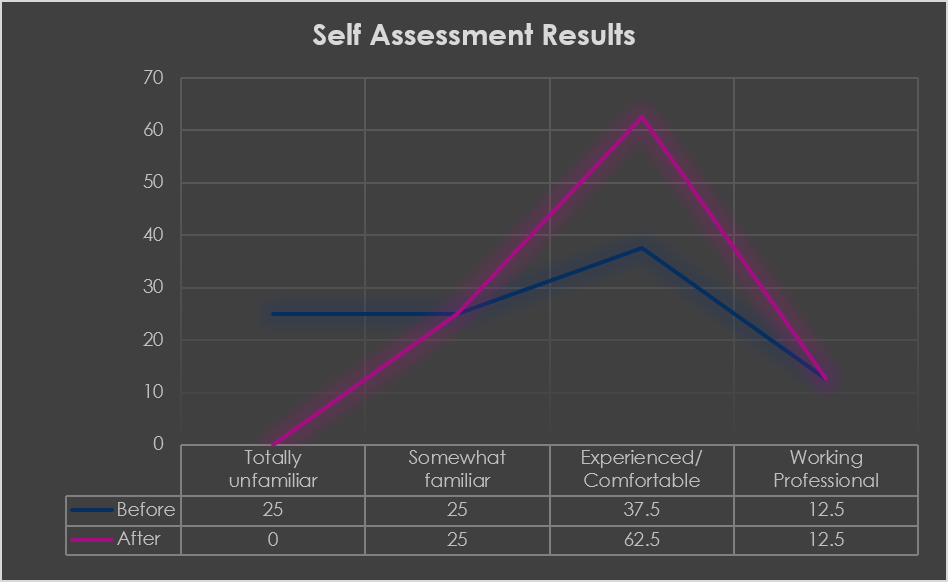 Self Assessment Results
70
60
50
40
30
20
10
0
Totally unfamiliar
Somewhat familiar
Experienced/ Comfortable
Working Professional
Before 25 25 37.5 12.5
After 0 25 62.5 12.5